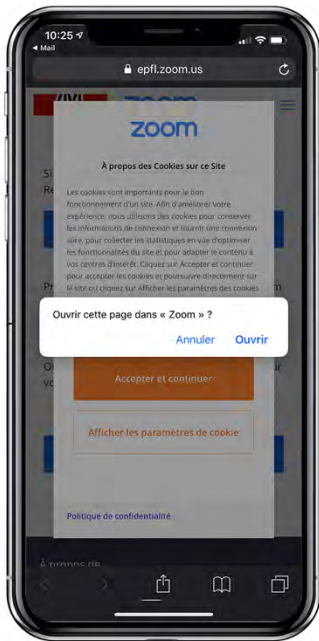 10:25
Mail
epfl.zoom.us
zoom
À propos des Cookies sur ce Site
Les cookies sont importants pour le bon
fonctionnement d'un site. Afin d'améliorer votre
expérience, nous utilisons des cookies pour conserver
les informations de connexion et fournir une connexion
sûre, pour collecter les statistiques en vue d'optimiser
les fonctionnalités du site et pour adapter le contenu à
vos centres d'intérêt. Cliquez sur Accepter et continuer
pour accepter les cookies et poursuivre directement sur
le site ou cliquez sur Afficher les paramètres des cookies
Ouvrir cette page dans « Zoom » ?
Annuler Ouvrir
Accepter et continuer
Afficher les paramètres de cookie
Politique de confidentialité
À propos de